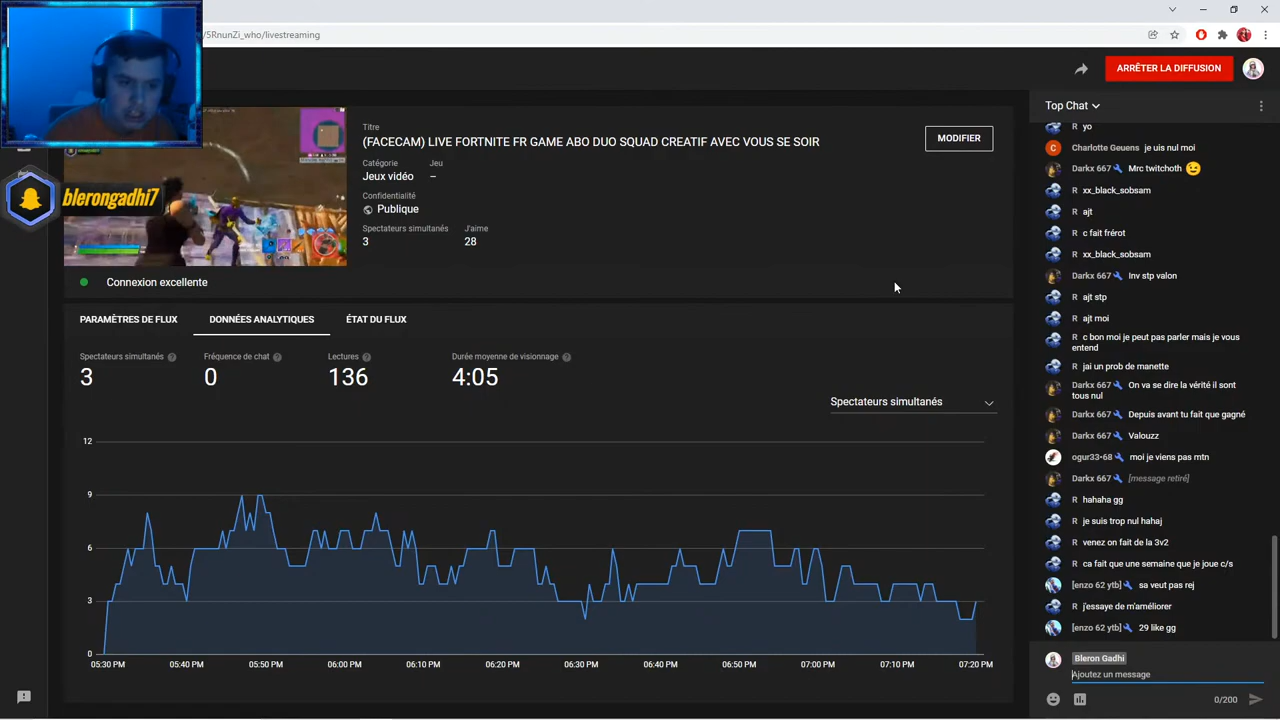 5RnunZi_who/livestreaming
ARRÊTER LA DIFFUSION
blerongadhi7
Titre
(FACECAM) LIVE FORTNITE FR GAME ABO DUO SQUAD CREATIF AVEC VOUS SE SOIR
MODIFIER
Catégorie Jeu
Jeux vidéo –
Confidentialité
Publique
Spectateurs simultanés J'aime
3 28
Connexion excellente
PARAMÈTRES DE FLUX DONNÉES ANALYTIQUES ÉTAT DU FLUX
Spectateurs simultanés Fréquence de chat Lectures Durée moyenne de visionnage
3 0 136 4:05
Spectateurs simultanés
12
9
6
3
0
05:30 PM 05:40 PM 05:50 PM 06:00 PM 06:10 PM 06:20 PM 06:30 PM 06:40 PM 06:50 PM 07:00 PM 07:10 PM 07:20 PM
Top Chat
R yo
C Charlotte Geuens je uis nul moi
Darkx 667 Mrc twitchoth 😉
R xx_black_sobsam
R ajt
R c fait frérot
R xx_black_sobsam
Darkx 667 Inv stp valon
R ajt stp
R ajt moi
R c bon moi je peut pas parler mais je vous
entend
R jai un prob de manette
Darkx 667 On va se dire la vérité il sont
tous nul
Darkx 667 Depuis avant tu fait que gagné
Darkx 667 Valouzz
ogur33•68 moi je viens pas mtn
Darkx 667 [message retiré]
R hahaha gg
R je suis trop nul hahaj
R venez on fait de la 3v2
R ca fait que une semaine que je joue c/s
[enzo 62 ytb] sa veut pas rej
R j'essaye de m'améliorer
[enzo 62 ytb] 29 like gg
Bleron Gadhi
Ajoutez un message
0/200